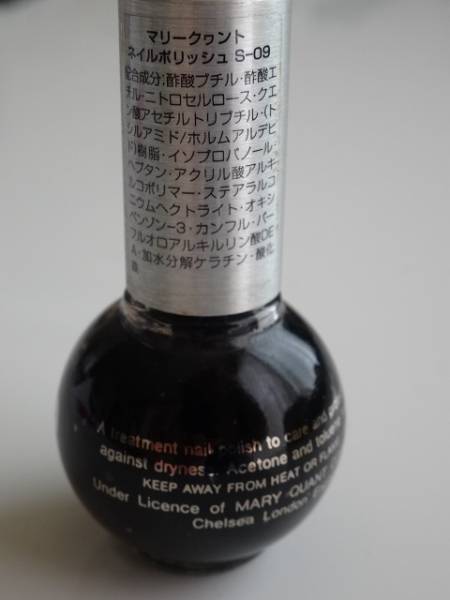 マリークヮント
ネイルポリッシュ S-09
配合成分:酢酸ブチル・酢酸エ
チル・ニトロセルロース・クエ
ン酸アセチルトリブチル・(ト
シルアミド/ホルムアルデヒ
ド)樹脂・イソプロパノール・
ヘプタン・アクリル酸アルキ
ルコポリマー・ステアラルコ
ニウムヘクトライト・オキシ
ベンゾン-3・カンフル・パー
フルオロアルキルリン酸DE
A・加水分解ケラチン・酸化
A treatment nail polish to care and
against Acetone and toluene
KEEP AWAY FROM HEAT OR
Under Licence of MARY QUANT
Chelsea London